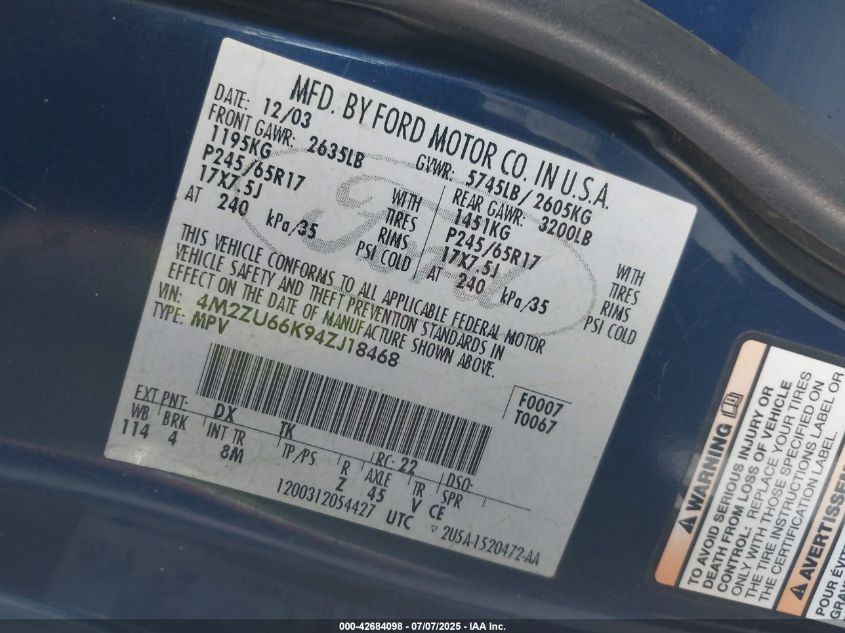 MFD. BY FORD MOTOR CO. IN U.S.A.
DATE: 12/03
GVWR: 5745LB/ 2605KG
FRONT GAWR: 2635LB
1195KG
P245/65R17
17X7.5J
AT 240 kPa/35
WITH
TIRES
RIMS
PSI COLD
REAR GAWR: 3200LB
1451KG
P245/65R17
17X7.5J
AT 240 kPa/35
WITH
TIRES
RIMS
PSI COLD
THIS VEHICLE CONFORMS TO ALL APPLICABLE FEDERAL MOTOR
VEHICLE SAFETY AND THEFT PREVENTION STANDARDS IN
EFFECT ON THE DATE OF MANUFACTURE SHOWN ABOVE.
VIN: 4M2ZU66K94ZJ18468
TYPE: MPV
F0007
T0067
EXT PNT: DX TK RC: 22 DSO:
WB BRK INT TR TP/PS R AXLE TR SPR
114 4 8M Z 45 V CE
1200312054427 UTC
2U5A-1520472-AA
Ford
WARNING
TO AVOID SERIOUS INJURY OR
DEATH FROM LOSS OF VEHICLE
CONTROL: REPLACE YOUR TIRES
ONLY WITH THOSE SPECIFIED ON
THE TIRE INSTRUCTIONS LABEL OR
THE CERTIFICATION LABEL.
AVERTISSEMENT
POUR ÉVITE
GRAVE
000-42684098 - 07/07/2025 - IAA Inc.